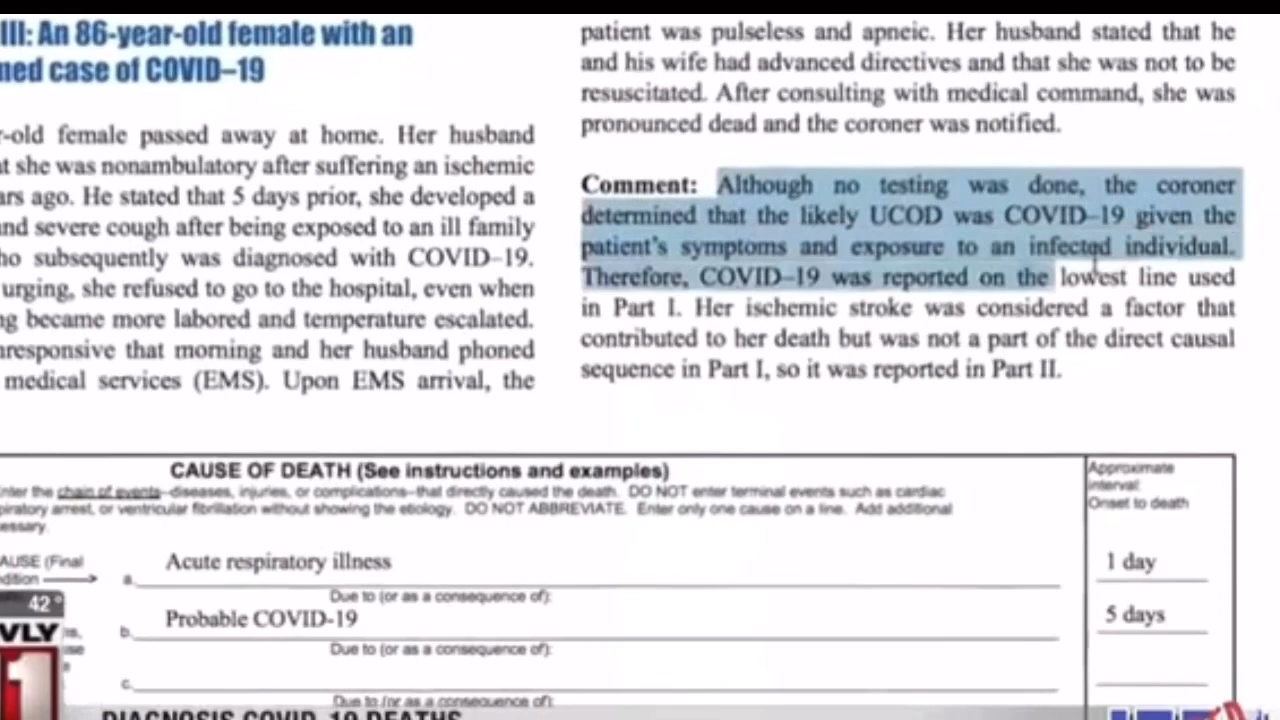 III: An 86-year-old female with an
ned case of COVID–19
r-old female passed away at home. Her husband
at she was nonambulatory after suffering an ischemic
ars ago. He stated that 5 days prior, she developed a
and severe cough after being exposed to an ill family
ho subsequently was diagnosed with COVID–19.
urging, she refused to go to the hospital, even when
ng became more labored and temperature escalated.
nresponsive that morning and her husband phoned
medical services (EMS). Upon EMS arrival, the
patient was pulseless and apneic. Her husband stated that he
and his wife had advanced directives and that she was not to be
resuscitated. After consulting with medical command, she was
pronounced dead and the coroner was notified.
Comment: Although no testing was done, the coroner
determined that the likely UCOD was COVID–19 given the
patient's symptoms and exposure to an infected individual.
Therefore, COVID–19 was reported on the lowest line used
in Part I. Her ischemic stroke was considered a factor that
contributed to her death but was not a part of the direct causal
sequence in Part I, so it was reported in Part II.
CAUSE OF DEATH (See instructions and examples)
Enter the chain of events--diseases, injuries, or complications--that directly caused the death. DO NOT enter terminal events such as cardiac
piratory arrest, or ventricular fibrillation without showing the etiology. DO NOT ABBREVIATE. Enter only one cause on a line. Add additional
essary.
Approximate
interval:
Onset to death
AUSE (Final
dition
a. Acute respiratory illness
1 day
Due to (or as a consequence of):
b. Probable COVID-19
5 days
Due to (or as a consequence of):
c.
Due to (or as a consequence of):
42°
VLY
11
DIAGNOSIS COVID-19 DEATHS